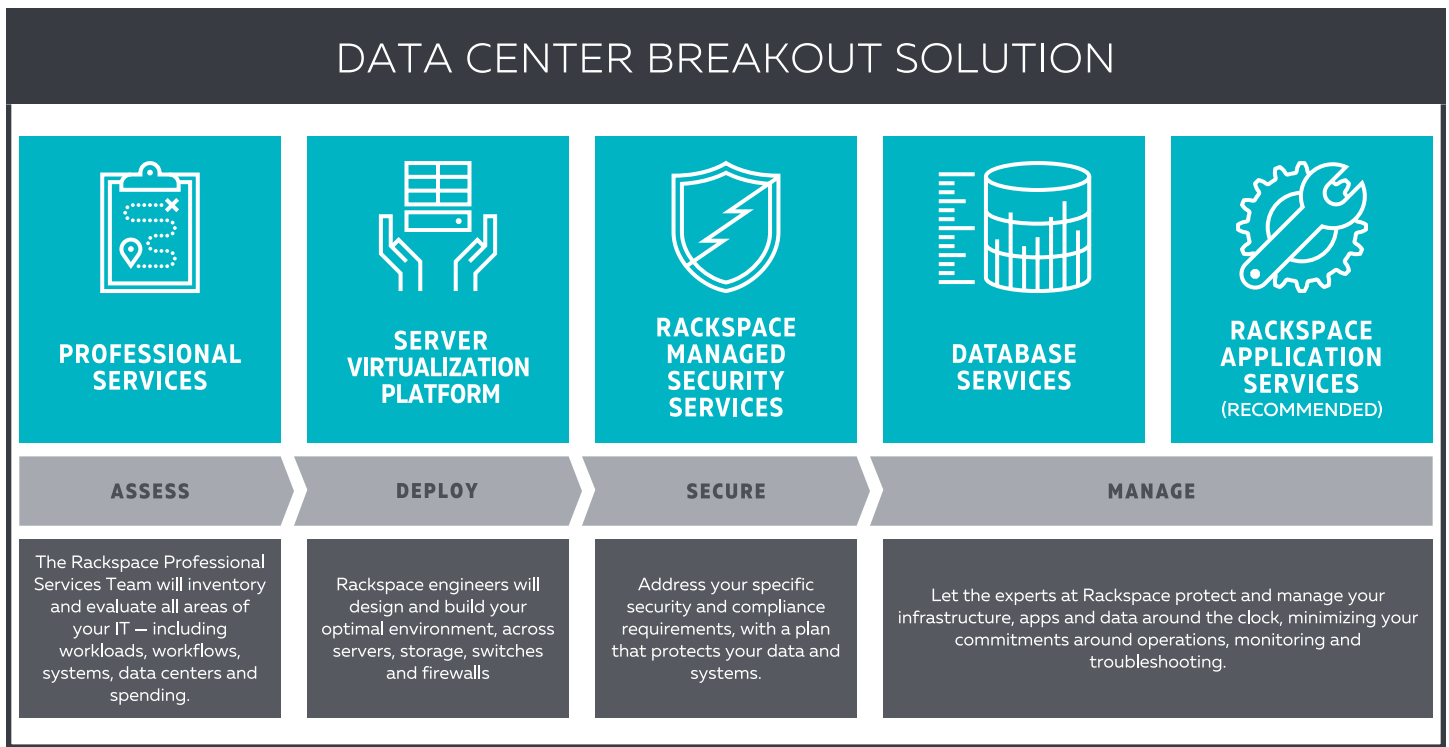 DATA CENTER BREAKOUT SOLUTION
PROFESSIONAL
SERVICES
SERVER
VIRTUALIZATION
PLATFORM
RACKSPACE
MANAGED
SECURITY
SERVICES
DATABASE
SERVICES
RACKSPACE
APPLICATION
SERVICES
(RECOMMENDED)
ASSESS
DEPLOY
SECURE
MANAGE
The Rackspace Professional
Services Team will inventory
and evaluate all areas of
your IT — including
workloads, workflows,
systems, data centers and
spending.
Rackspace engineers will
design and build your
optimal environment, across
servers, storage, switches
and firewalls
Address your specific
security and compliance
requirements, with a plan
that protects your data and
systems.
Let the experts at Rackspace protect and manage your
infrastructure, apps and data around the clock, minimizing your
commitments around operations, monitoring and
troubleshooting.